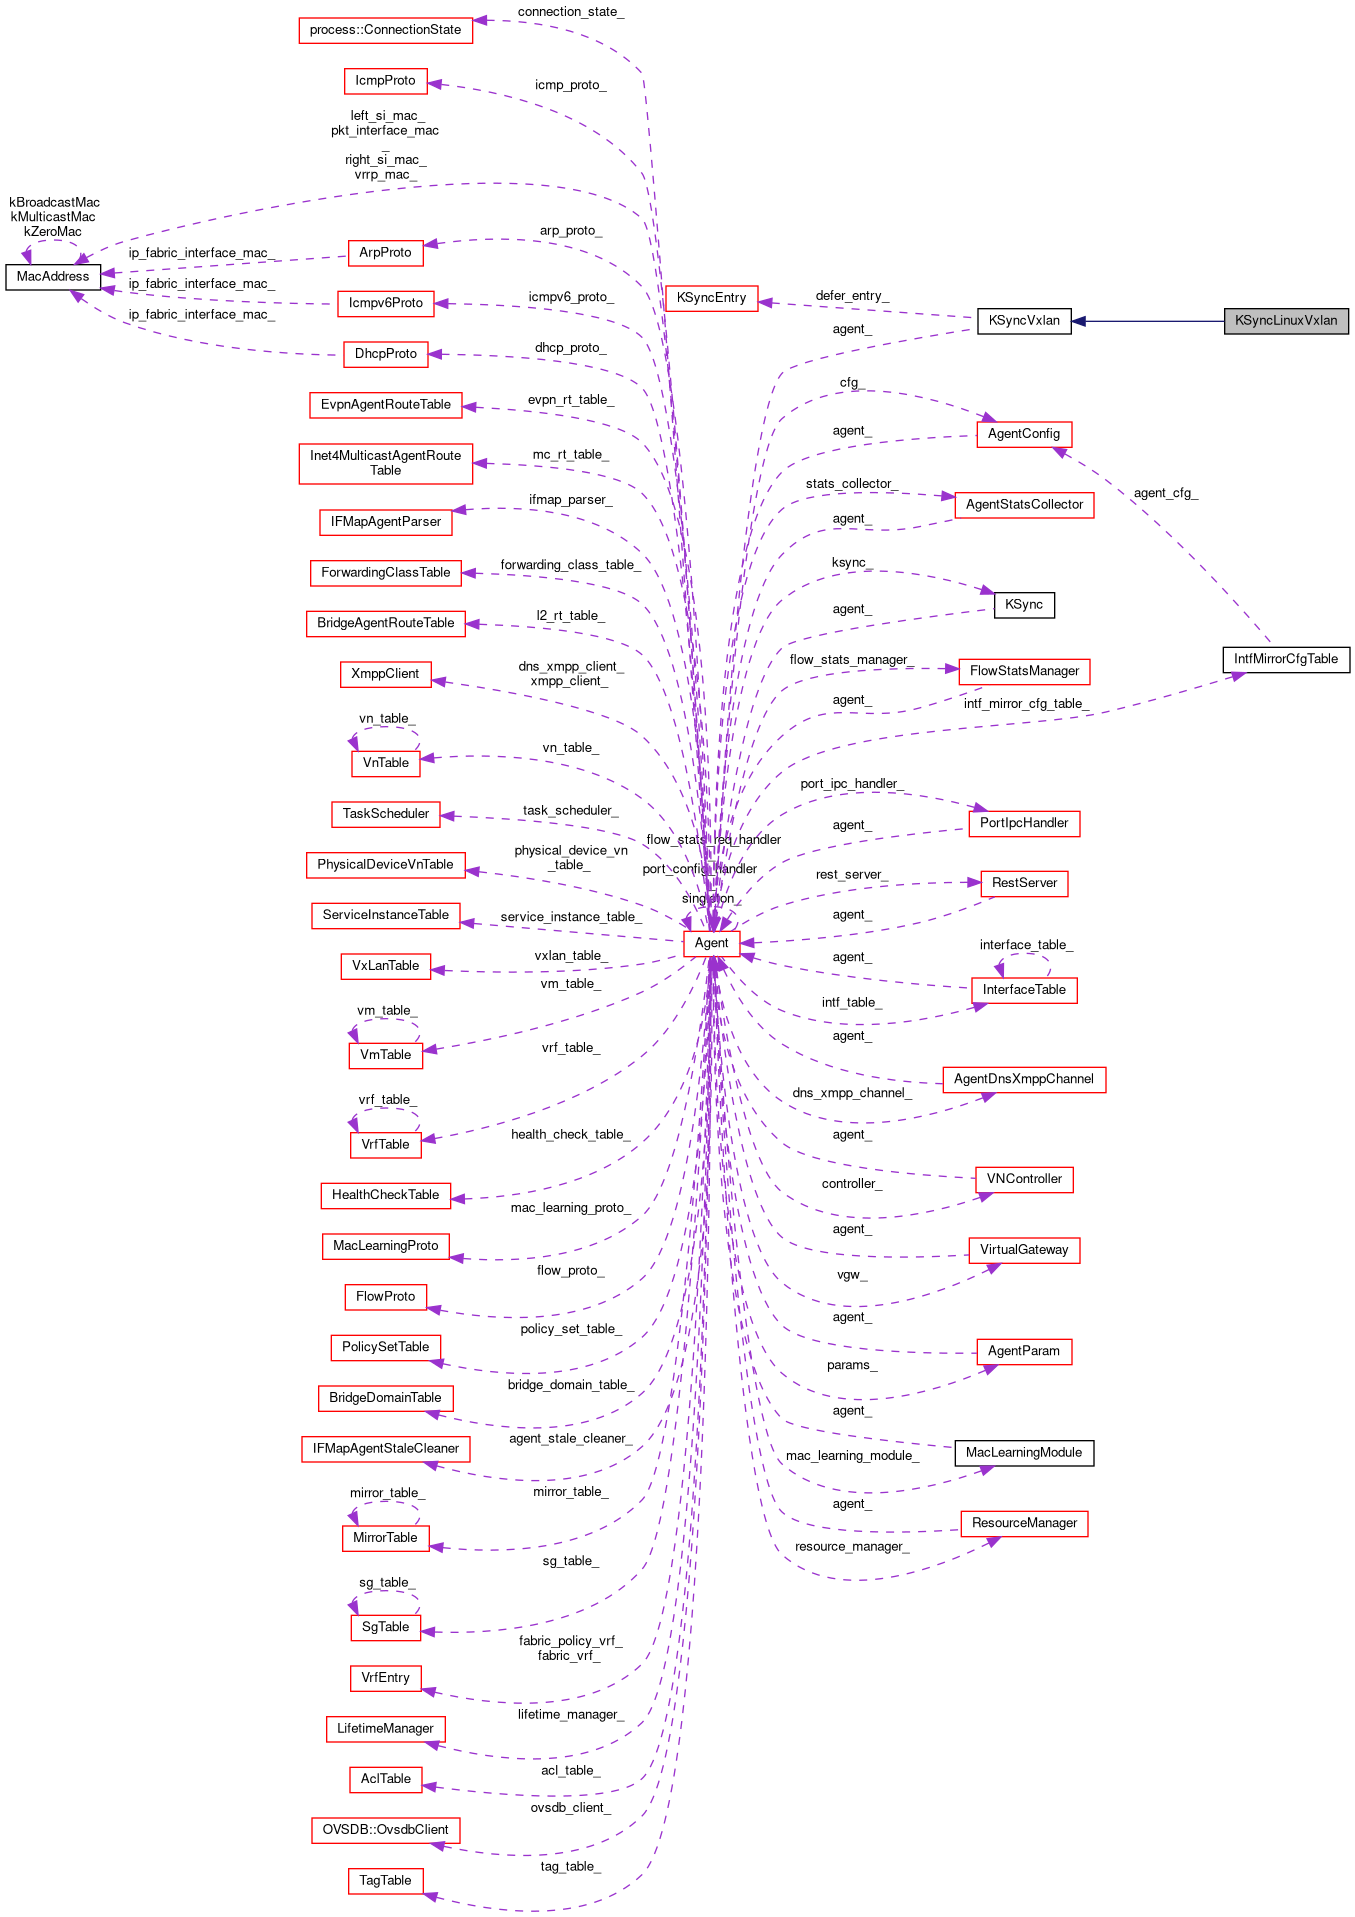 connection_state_
process::ConnectionState
IcmpProto
icmp_proto_
left_si_mac_
pkt_interface_mac
_
right_si_mac_
vrrp_mac_
kBroadcastMac
kMulticastMac
kZeroMac
MacAddress
ip_fabric_interface_mac_
ArpProto
arp_proto_
ip_fabric_interface_mac_
Icmpv6Proto
icmpv6_proto_
ip_fabric_interface_mac_
DhcpProto
dhcp_proto_
KSyncEntry
defer_entry_
agent_
KSyncVxlan
KSyncLinuxVxlan
EvpnAgentRouteTable
evpn_rt_table_
cfg_
agent_
AgentConfig
Inet4MulticastAgentRoute
Table
mc_rt_table_
stats_collector_
agent_
AgentStatsCollector
agent_cfg_
IFMapAgentParser
ifmap_parser_
ForwardingClassTable
forwarding_class_table_
ksync_
agent_
KSync
BridgeAgentRouteTable
l2_rt_table_
XmppClient
dns_xmpp_client_
xmpp_client_
flow_stats_manager_
agent_
FlowStatsManager
IntfMirrorCfgTable
intf_mirror_cfg_table_
vn_table_
VnTable
vn_table_
port_ipc_handler_
agent_
PortIpcHandler
TaskScheduler
task_scheduler_
flow_stats_req_handler
_
port_config_handler
_
singleton_
PhysicalDeviceVnTable
physical_device_vn
_table_
rest_server_
agent_
RestServer
ServiceInstanceTable
service_instance_table_
Agent
VxLanTable
vxlan_table_
agent_
interface_table_
InterfaceTable
intf_table_
vm_table_
VmTable
vm_table_
agent_
AgentDnsXmppChannel
dns_xmpp_channel_
vrf_table_
VrfTable
vrf_table_
agent_
VNController
controller_
HealthCheckTable
health_check_table_
MacLearningProto
mac_learning_proto_
agent_
VirtualGateway
vgw_
FlowProto
flow_proto_
PolicySetTable
policy_set_table_
agent_
AgentParam
params_
BridgeDomainTable
bridge_domain_table_
agent_
MacLearningModule
mac_learning_module_
IFMapAgentStaleCleaner
agent_stale_cleaner_
mirror_table_
MirrorTable
mirror_table_
agent_
ResourceManager
resource_manager_
sg_table_
SgTable
sg_table_
VrfEntry
fabric_policy_vrf_
fabric_vrf_
LifetimeManager
lifetime_manager_
AclTable
acl_table_
OVSDB::OvsdbClient
ovsdb_client_
TagTable
tag_table_